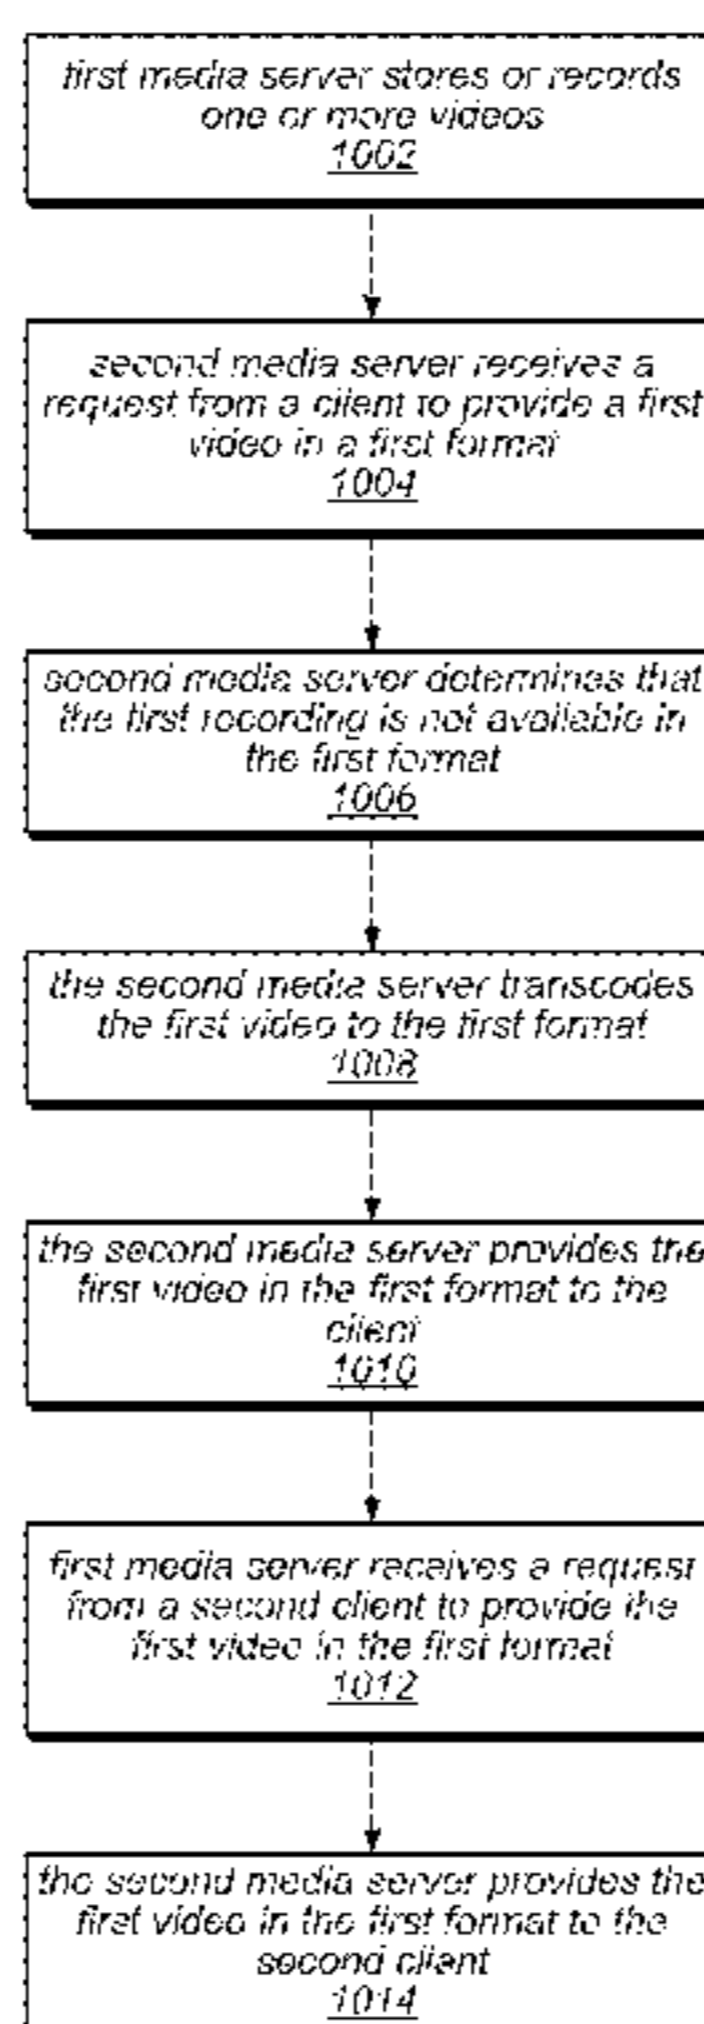 first media server stores or records
one or more videos
1002
second media server receives a
request from a client to provide a first
video in a first format
1004
second media server determines that
the first recording is not available in
the first format
1006
the second media server transcodes
the first video to the first format
1008
the second media server provides the
first video in the first format to the
client
1010
first media server receives a request
from a second client to provide the
first video in the first format
1012
the second media server provides the
first video in the first format to the
second client
1014